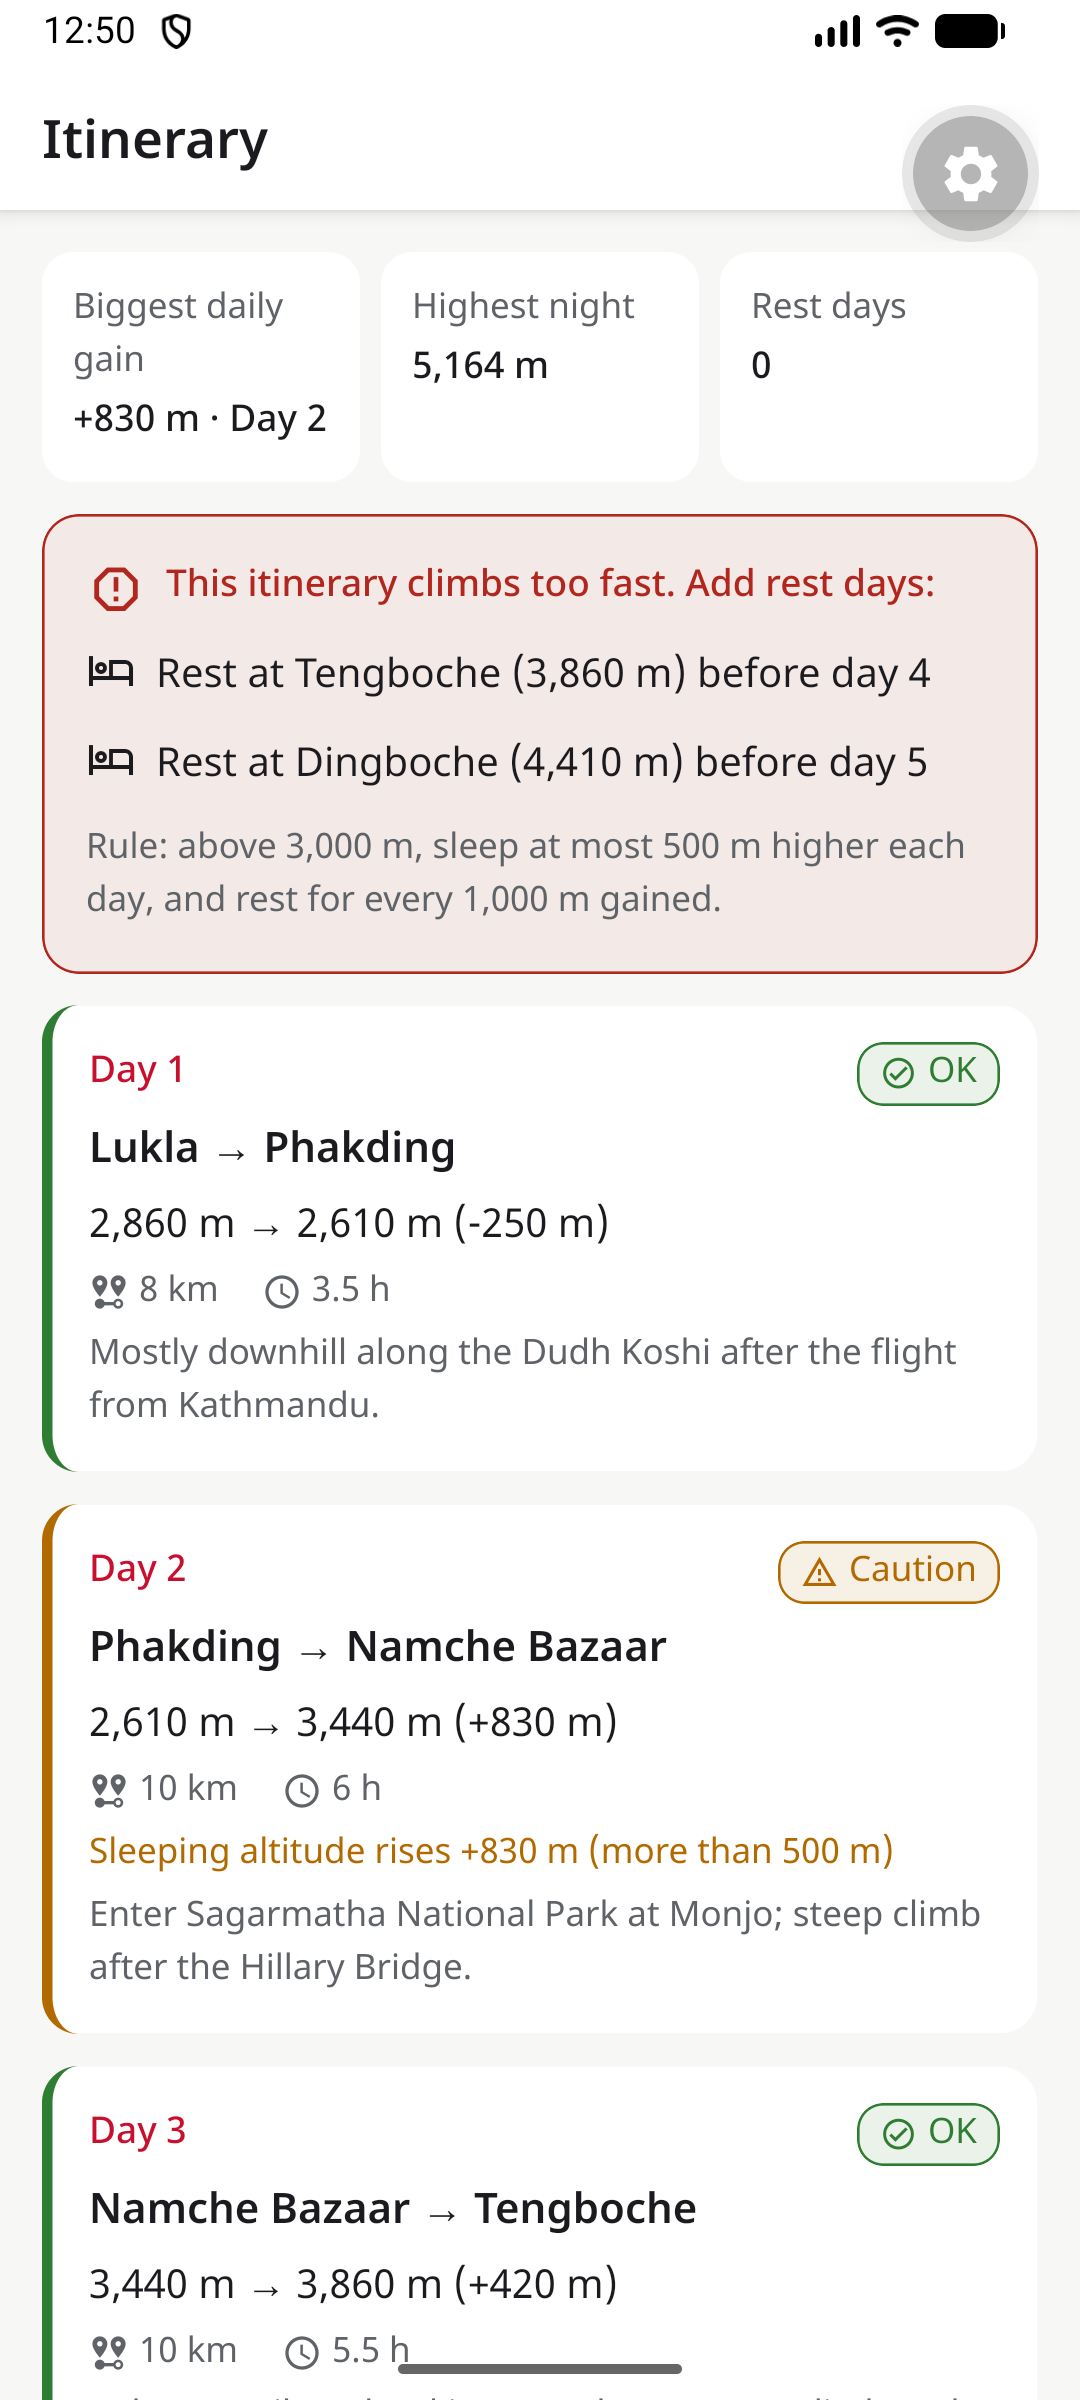 12:50
Itinerary
Biggest daily
gain
+830 m · Day 2
Highest night
5,164 m
Rest days
0
This itinerary climbs too fast. Add rest days:
Rest at Tengboche (3,860 m) before day 4
Rest at Dingboche (4,410 m) before day 5
Rule: above 3,000 m, sleep at most 500 m higher each
day, and rest for every 1,000 m gained.
Day 1
OK
Lukla → Phakding
2,860 m → 2,610 m (-250 m)
8 km 3.5 h
Mostly downhill along the Dudh Koshi after the flight
from Kathmandu.
Day 2
Caution
Phakding → Namche Bazaar
2,610 m → 3,440 m (+830 m)
10 km 6 h
Sleeping altitude rises +830 m (more than 500 m)
Enter Sagarmatha National Park at Monjo; steep climb
after the Hillary Bridge.
Day 3
OK
Namche Bazaar → Tengboche
3,440 m → 3,860 m (+420 m)
10 km 5.5 h